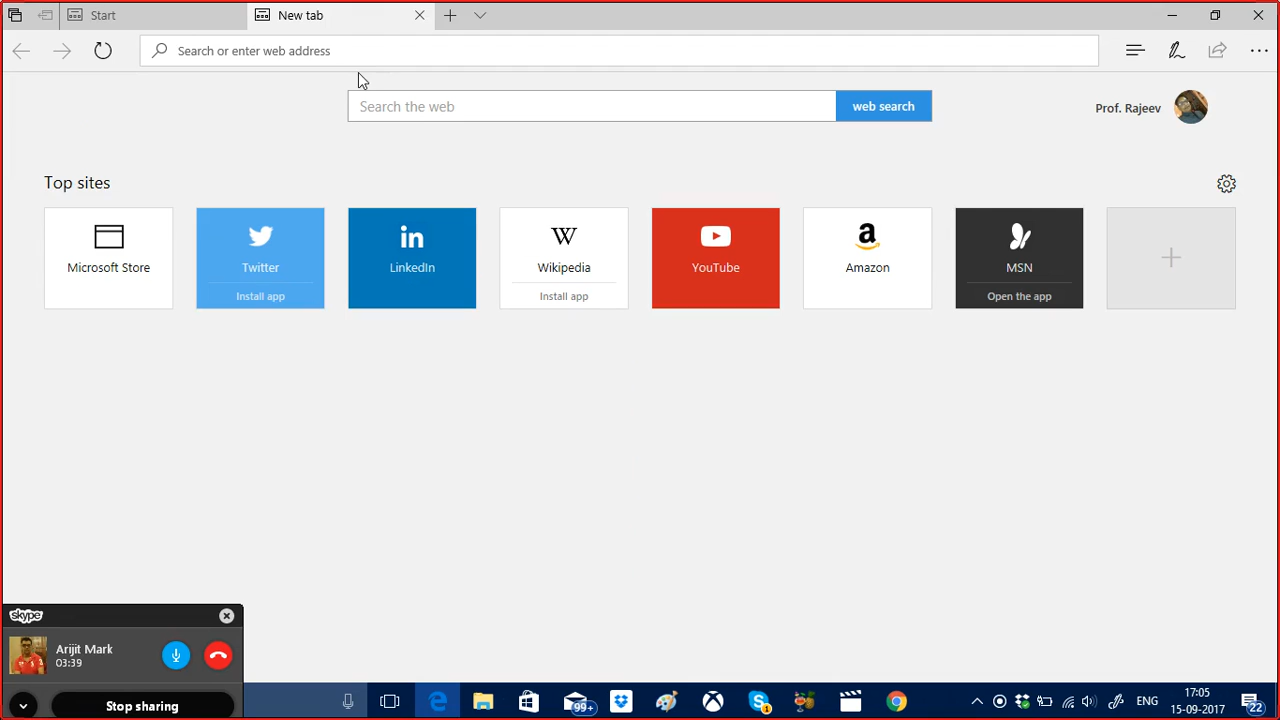 Start
New tab
Search or enter web address
Search the web
web search
Prof. Rajeev
Top sites
Microsoft Store
Twitter
Install app
in
LinkedIn
W
Wikipedia
Install app
YouTube
a
Amazon
MSN
Open the app
skype
Arijit Mark
03:39
Stop sharing
99+
1
ENG
17:05
15-09-2017
22